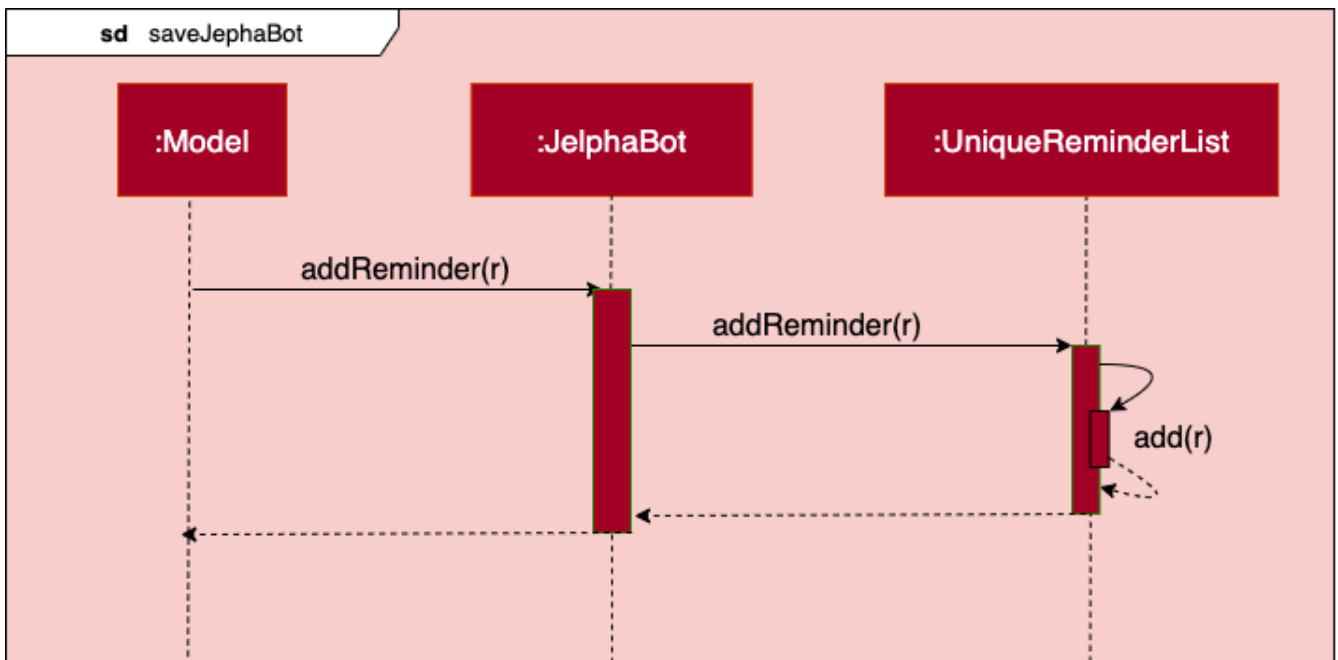 sd saveJephaBot
:Model
:JelphaBot
:UniqueReminderList
addReminder(r)
addReminder(r)
add(r)